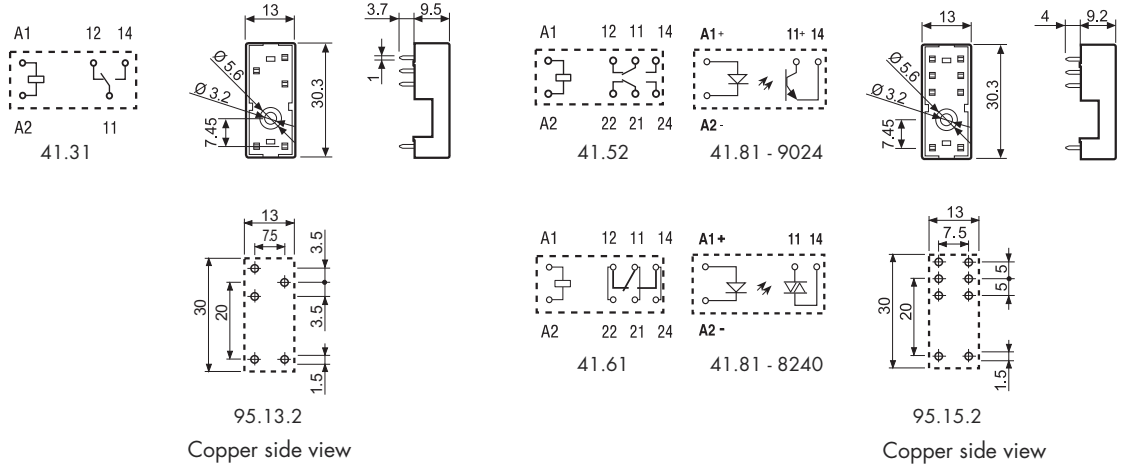 13
3.7
9.5
A1
12 14
Ø 5.6
Ø 3.2
7.45
1
30.3
A2
11
41.31
A1
12 11 14
A2
22 21 24
41.52
A1+
11+ 14
A2 -
41.81 - 9024
13
4
9.2
Ø 5.6
Ø 3.2
7.45
30.3
13
7.5
3.5
30
20
3.5
1.5
95.13.2
Copper side view
A1
12 11 14
A2
22 21 24
41.61
A1+
11 14
A2 -
41.81 - 8240
13
7.5
5
5
30
20
1.5
95.15.2
Copper side view